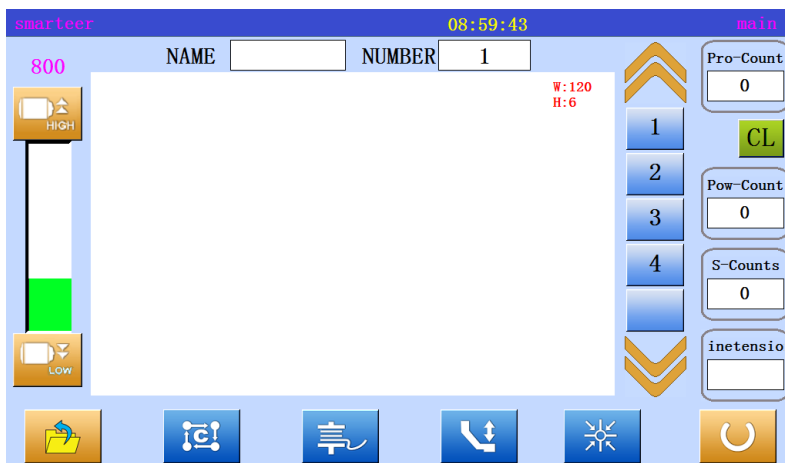 smarteer 08:59:43 main
800 NAME NUMBER 1 Pro-Count
0
W:120
H:6
HIGH 1 CL
2 Pow-Count
3 0
4 S-Counts
0
inetensio
LOW
C